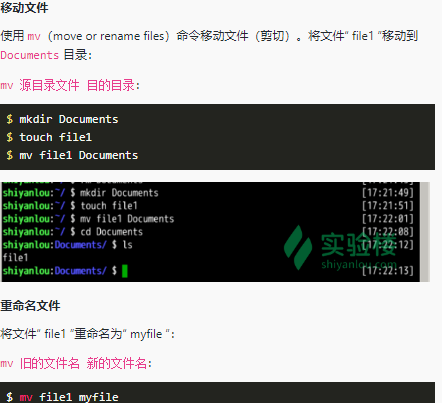 移动文件
使用 mv（move or rename files）命令移动文件（剪切）。将文件“ file1 ”移动到
Documents 目录：
mv 源目录文件 目的目录：
$ mkdir Documents
$ touch file1
$ mv file1 Documents
shiyanlou:~/ $ mkdir Documents [17:21:49]
shiyanlou:~/ $ touch file1 [17:21:51]
shiyanlou:~/ $ mv file1 Documents [17:22:01]
shiyanlou:~/ $ cd Documents [17:22:08]
shiyanlou:Documents/ $ ls [17:22:12]
file1
shiyanlou:Documents/ $ [17:22:13]
实验楼
shiyanlou.com
重命名文件
将文件“ file1 ”重命名为“ myfile ”：
mv 旧的文件名 新的文件名：
$ mv file1 myfile